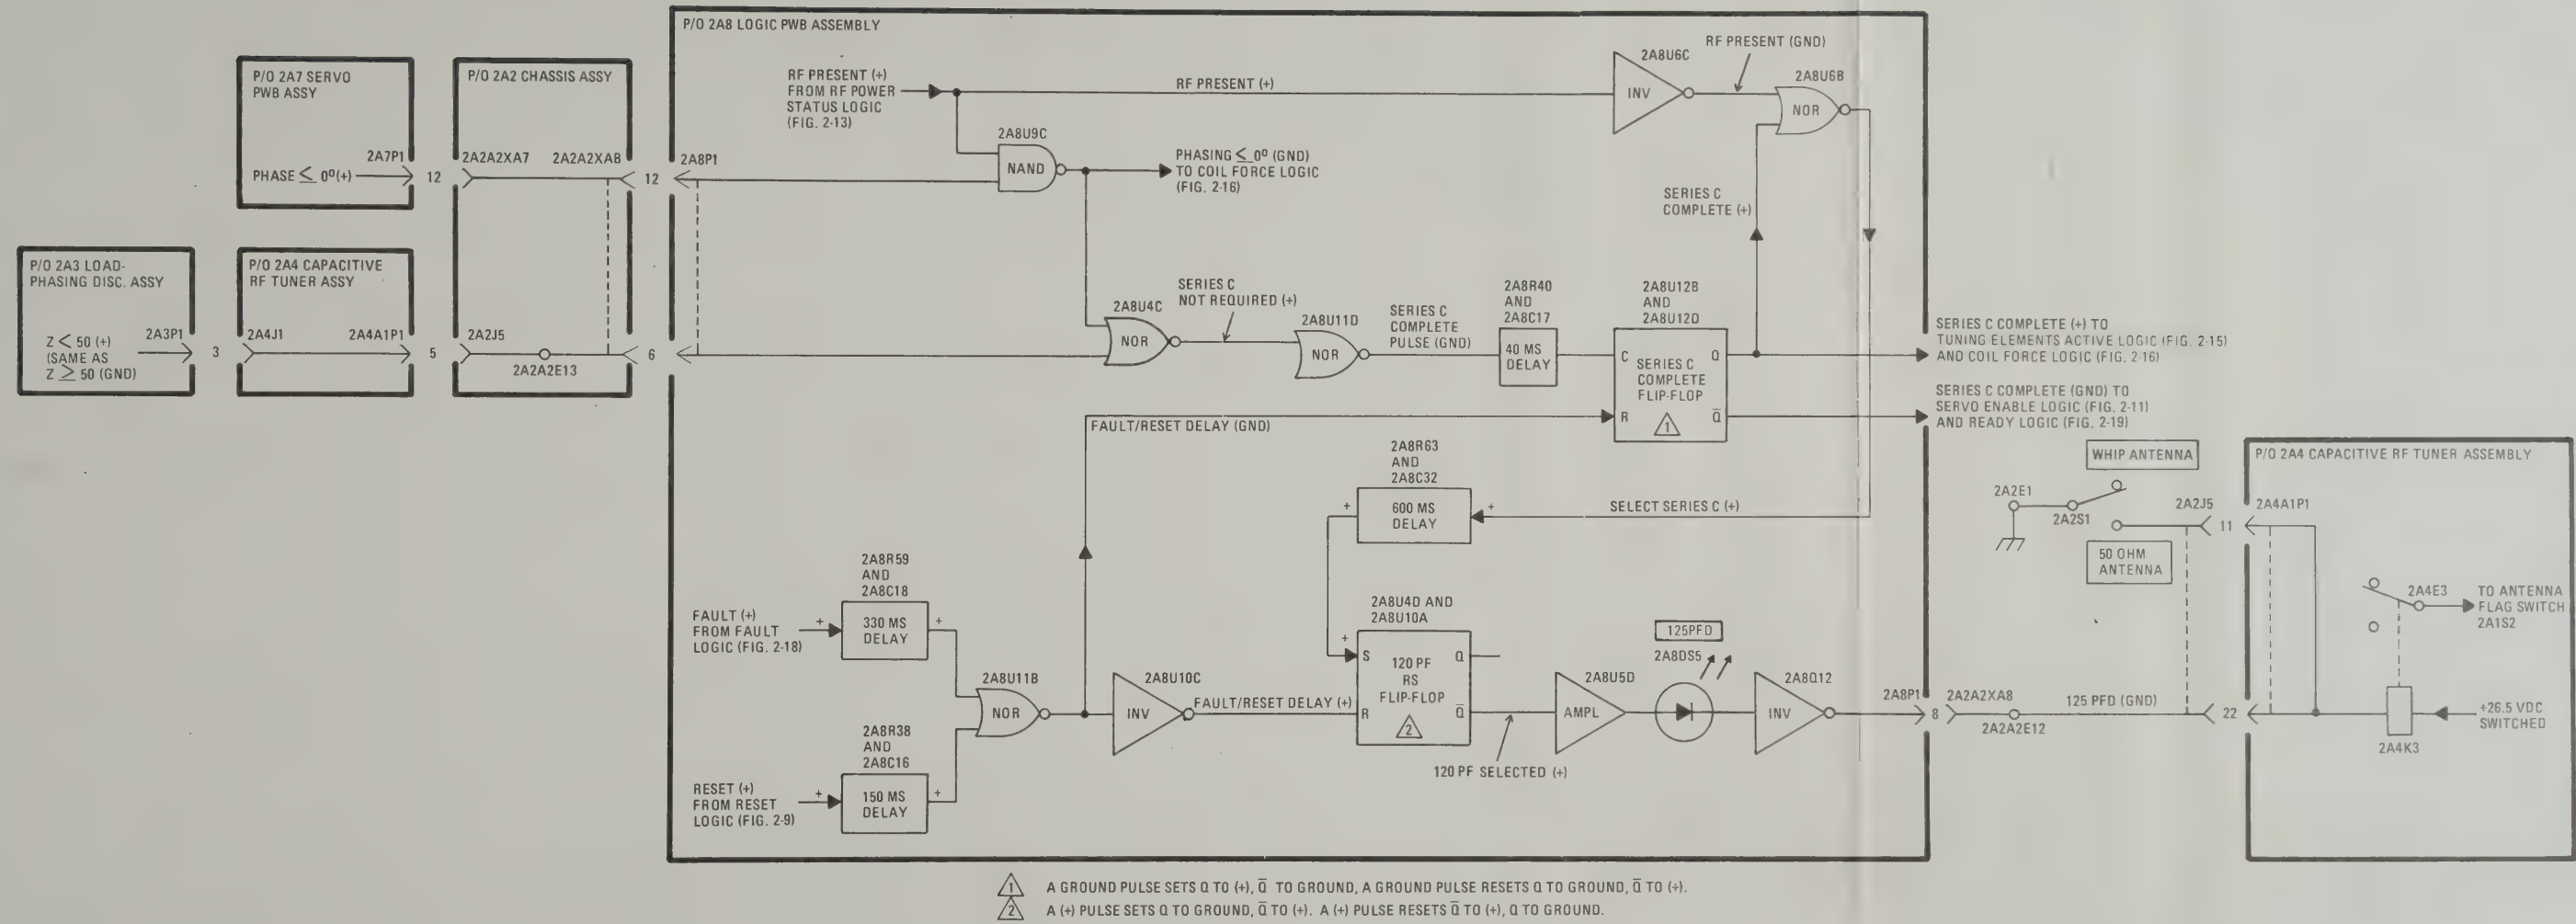 P/O 2A8 LOGIC PWB ASSEMBLY
P/O 2A7 SERVO
PWB ASSY
PHASE ≤ 0º(+)
2A7P1
12
P/O 2A2 CHASSIS ASSY
2A2A2XA7
2A2A2XA8
12
2A8P1
P/O 2A3 LOAD-
PHASING DISC. ASSY
Z < 50 (+)
(SAME AS
Z ≥ 50 (GND)
2A3P1
3
P/O 2A4 CAPACITIVE
RF TUNER ASSY
2A4J1
2A4A1P1
5
2A2J5
2A2A2E13
6
RF PRESENT (+)
FROM RF POWER
STATUS LOGIC
(FIG. 2-13)
RF PRESENT (+)
2A8U9C
NAND
PHASING ≤ 0º (GND)
TO COIL FORCE LOGIC
(FIG. 2-16)
2A8U6C
INV
RF PRESENT (GND)
2A8U6B
NOR
SERIES C
COMPLETE (+)
2A8U4C
NOR
SERIES C
NOT REQUIRED (+)
2A8U11D
NOR
SERIES C
COMPLETE
PULSE (GND)
2A8R40
AND
2A8C17
40 MS
DELAY
2A8U12B
AND
2A8U12D
C
Q
SERIES C
COMPLETE
FLIP-FLOP
R
Q̅
1
SERIES C COMPLETE (+) TO
TUNING ELEMENTS ACTIVE LOGIC (FIG. 2-15)
AND COIL FORCE LOGIC (FIG. 2-16)
SERIES C COMPLETE (GND) TO
SERVO ENABLE LOGIC (FIG. 2-11)
AND READY LOGIC (FIG. 2-19)
FAULT/RESET DELAY (GND)
2A8R63
AND
2A8C32
+
600 MS
DELAY
+
SELECT SERIES C (+)
2A8R59
AND
2A8C18
FAULT (+)
FROM FAULT
LOGIC (FIG. 2-18)
+
330 MS
DELAY
+
2A8R38
AND
2A8C16
RESET (+)
FROM RESET
LOGIC (FIG. 2-9)
+
150 MS
DELAY
+
2A8U11B
NOR
2A8U10C
INV
FAULT/RESET DELAY (+)
2A8U4D AND
2A8U10A
+
S
Q
120 PF
RS
FLIP-FLOP
R
Q̅
2
120 PF SELECTED (+)
2A8U5D
AMPL
125PFD
2A8DS5
2A8Q12
INV
2A8P1
8
2A2A2XA8
2A2A2E12
125 PFD (GND)
22
WHIP ANTENNA
2A2E1
2A2S1
50 OHM
ANTENNA
2A2J5
11
2A4A1P1
P/O 2A4 CAPACITIVE RF TUNER ASSEMBLY
2A4E3
TO ANTENNA
FLAG SWITCH
2A1S2
2A4K3
+26.5 VDC
SWITCHED
1 A GROUND PULSE SETS Q TO (+), Q̅ TO GROUND, A GROUND PULSE RESETS Q TO GROUND, Q̅ TO (+).
2 A (+) PULSE SETS Q TO GROUND, Q̅ TO (+). A (+) PULSE RESETS Q̅ TO (+), Q TO GROUND.